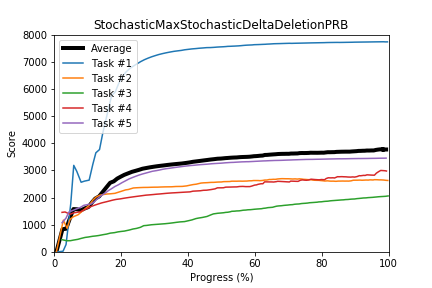 StochasticMaxStochasticDeltaDeletionPRB
8000
7000
6000
5000
4000
3000
2000
1000
0
Score
Average
Task #1
Task #2
Task #3
Task #4
Task #5
0 20 40 60 80 100
Progress (%)